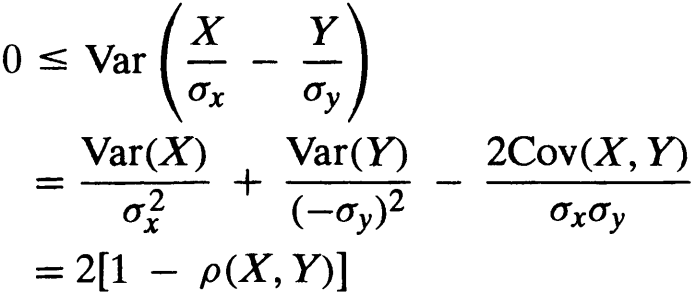 0 ≤ Var ( X/σ_x − Y/σ_y )
= Var(X)/σ_x^2 + Var(Y)/(−σ_y)^2 − 2Cov(X, Y)/σ_xσ_y
= 2[1 − ρ(X, Y)]